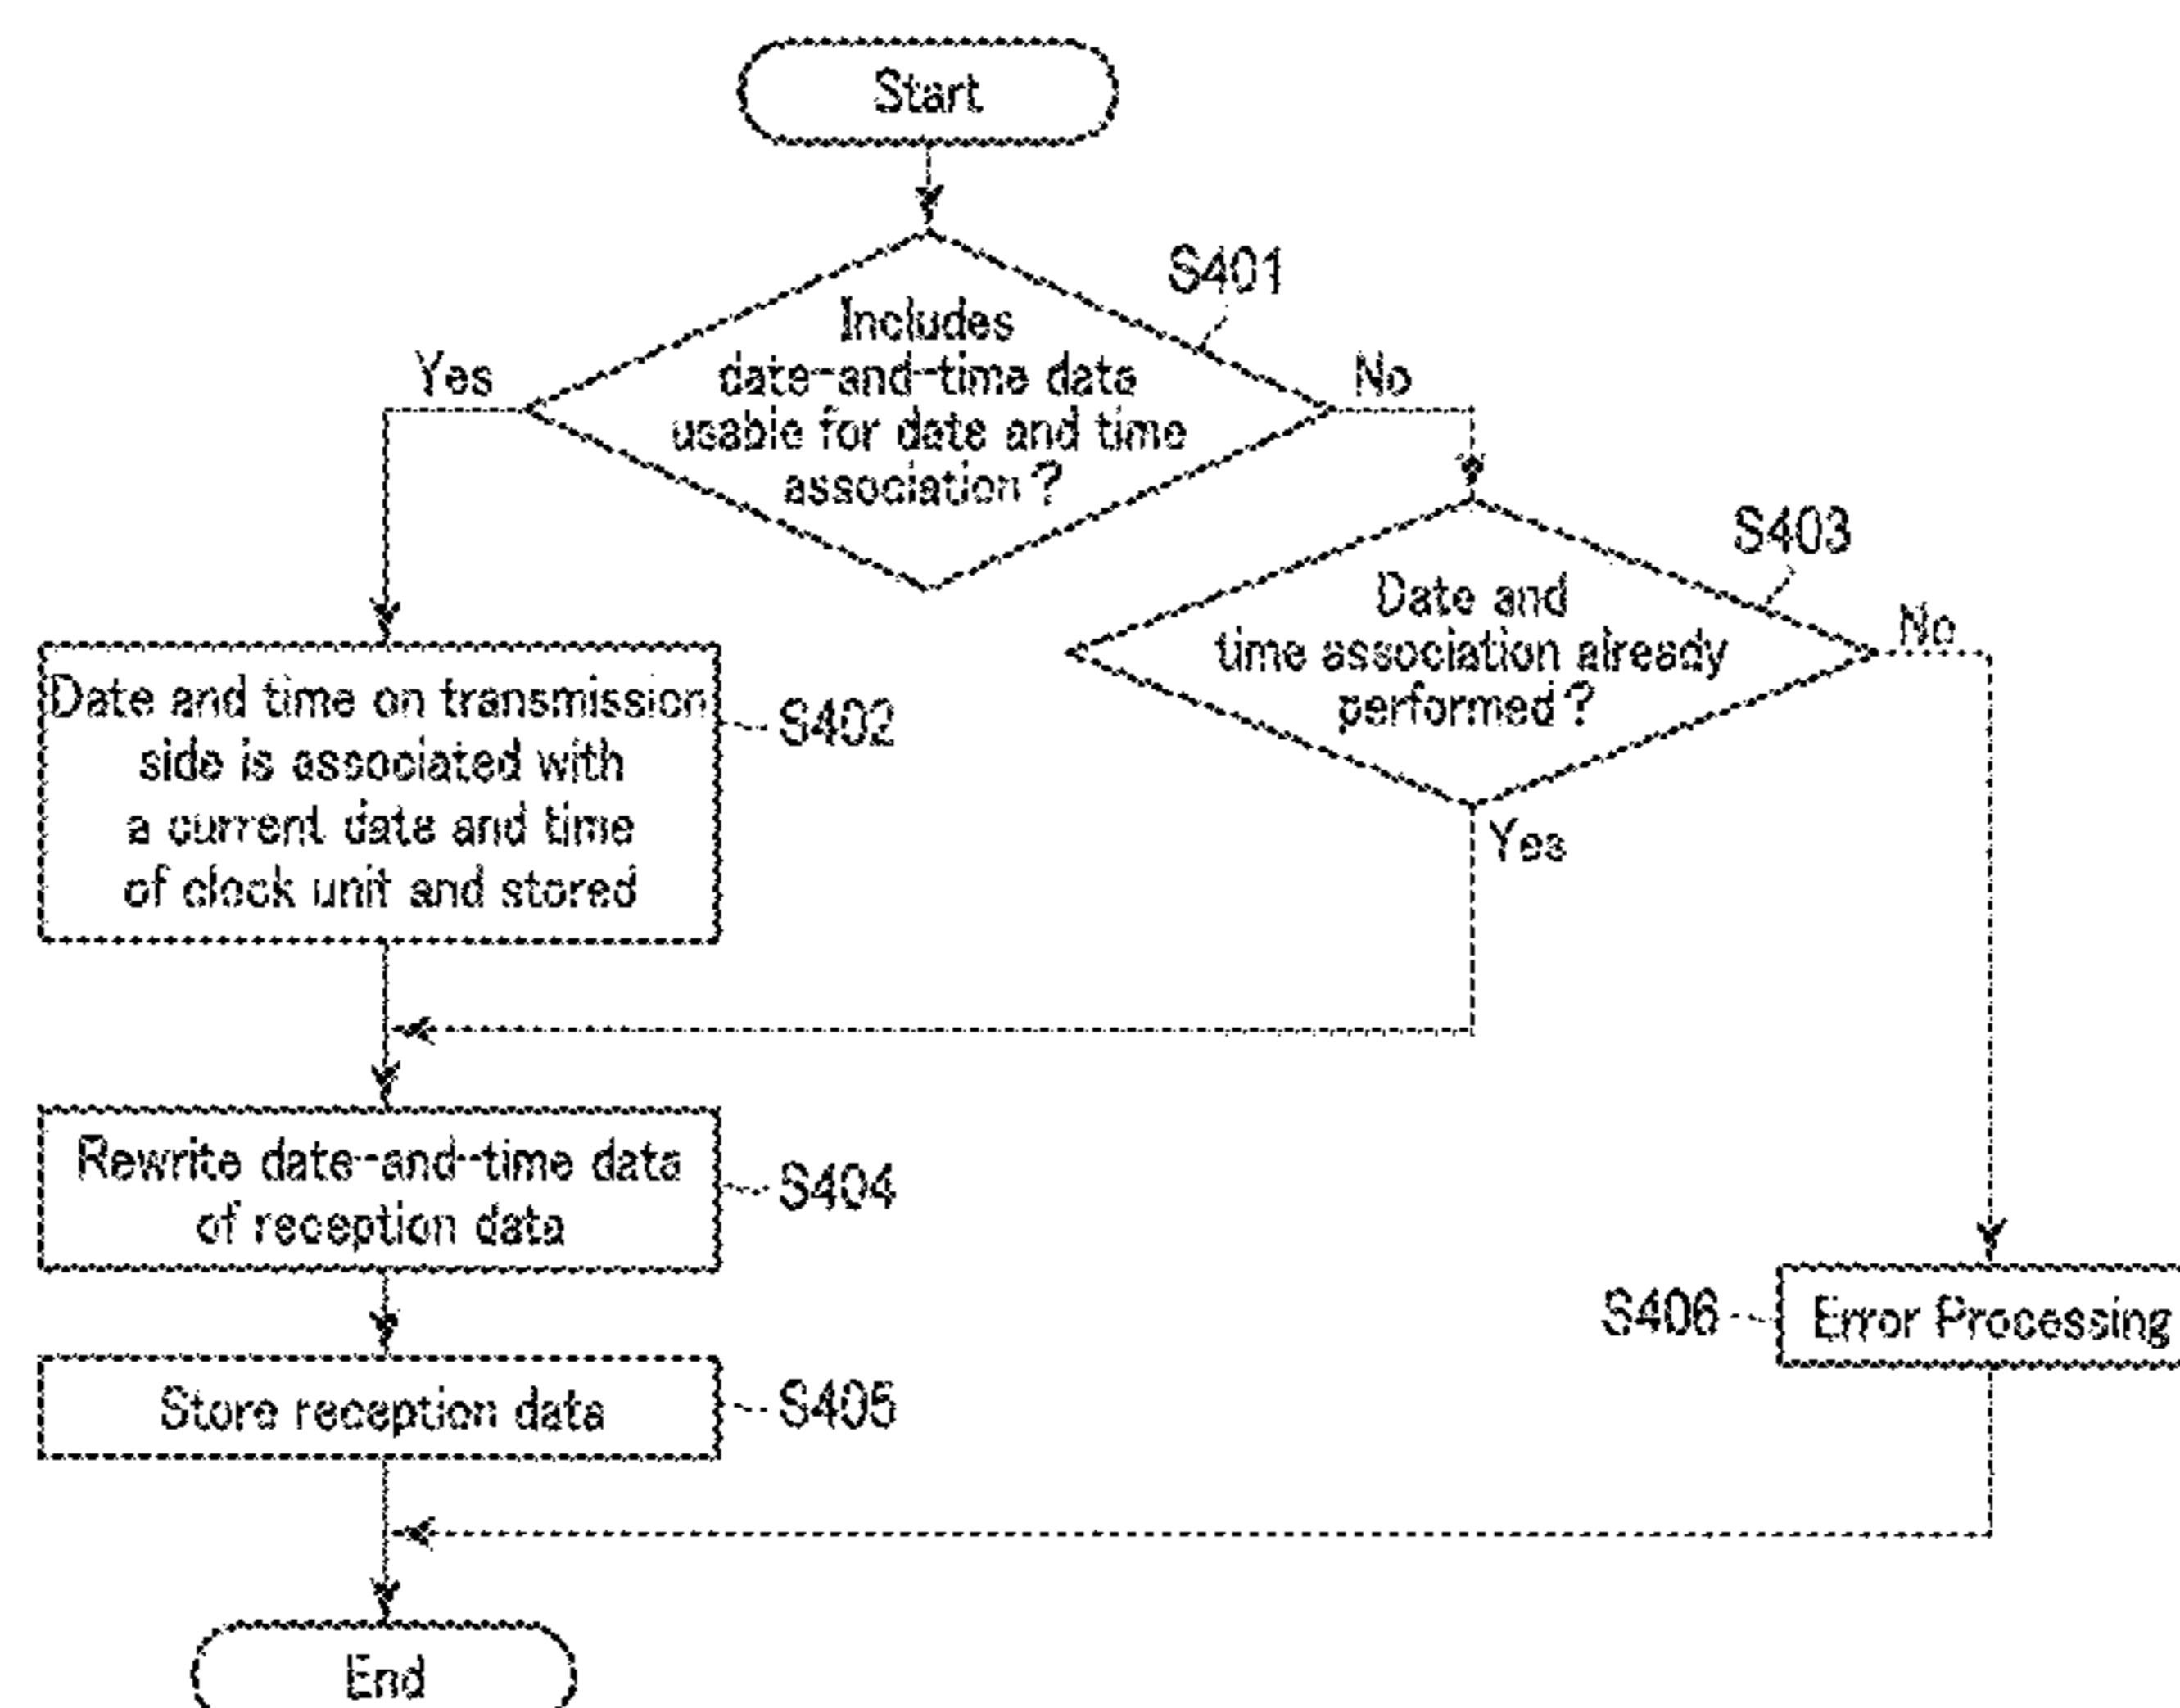 Start
S401
Includes
date-and-time data
usable for date and time
association?
Yes
No
S403
Date and
time association already
performed?
No
Yes
Date and time on transmission
side is associated with
a current date and time
of clock unit and stored
S402
Rewrite date-and-time data
of reception data
S404
S406
Error Processing
Store reception data
S405
End